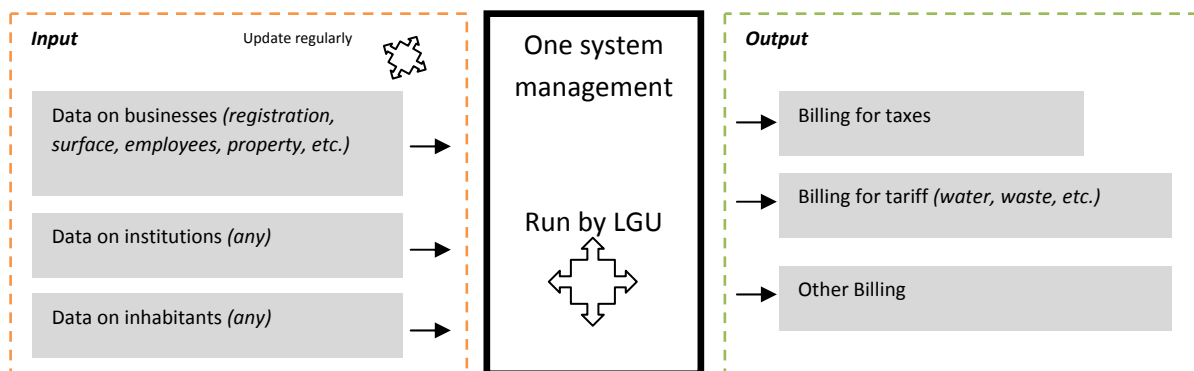 Input
Update regularly
Data on businesses (registration,
surface, employees, property, etc.)
Data on institutions (any)
Data on inhabitants (any)
One system
management
Run by LGU
Output
Billing for taxes
Billing for tariff (water, waste, etc.)
Other Billing